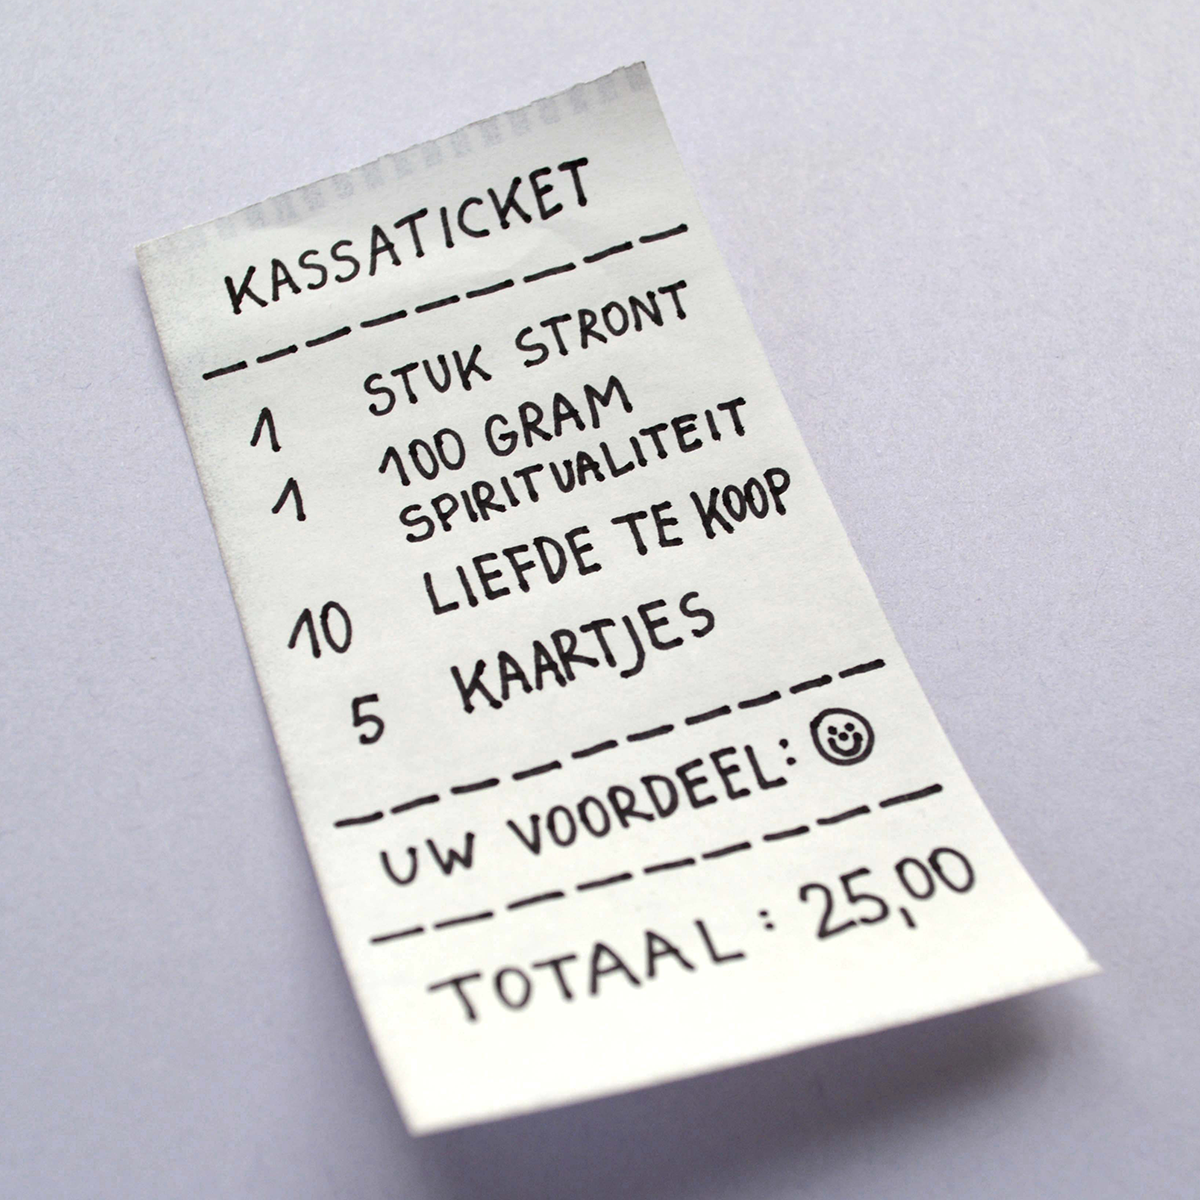 KASSATICKET
1 STUK STRONT
1 100 GRAM
SPIRITUALITEIT
10 LIEFDE TE KOOP
5 KAARTJES
UW VOORDEEL: ☺
TOTAAL: 25,00